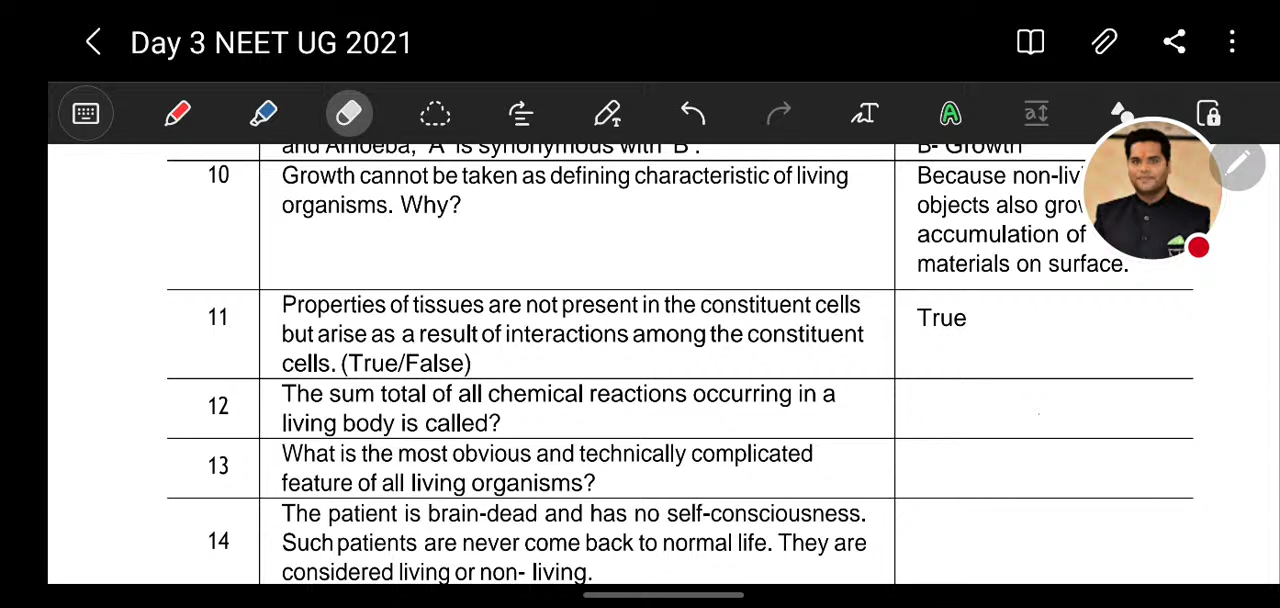 Day 3 NEET UG 2021
and Amoeba, 'A' is synonymous with 'B'.
B- Growth
10
Growth cannot be taken as defining characteristic of living
organisms. Why?
Because non-liv
objects also grow
accumulation of
materials on surface.
11
Properties of tissues are not present in the constituent cells
but arise as a result of interactions among the constituent
cells. (True/False)
True
12
The sum total of all chemical reactions occurring in a
living body is called?
13
What is the most obvious and technically complicated
feature of all living organisms?
14
The patient is brain-dead and has no self-consciousness.
Such patients are never come back to normal life. They are
considered living or non- living.